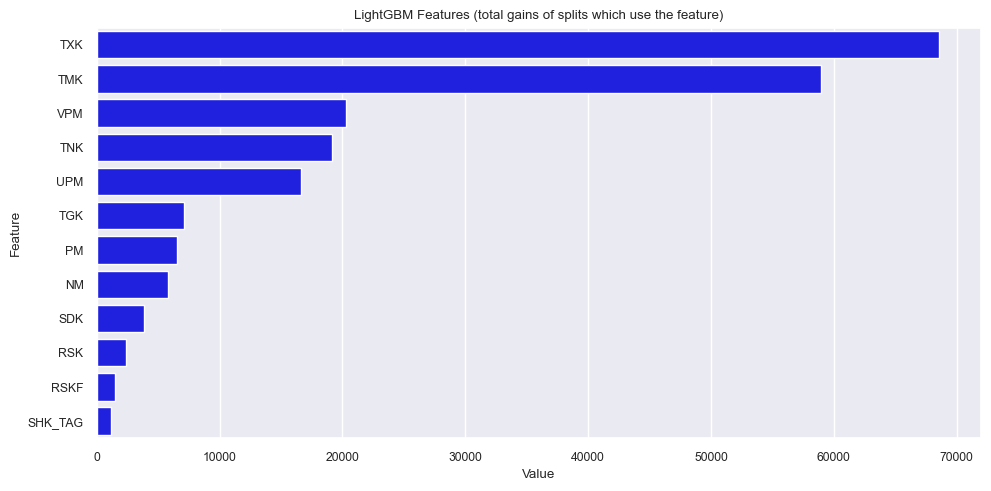 LightGBM Features (total gains of splits which use the feature)
TXK
TMK
VPM
TNK
UPM
TGK
PM
NM
SDK
RSK
RSKF
SHK_TAG
Feature
0 10000 20000 30000 40000 50000 60000 70000
Value